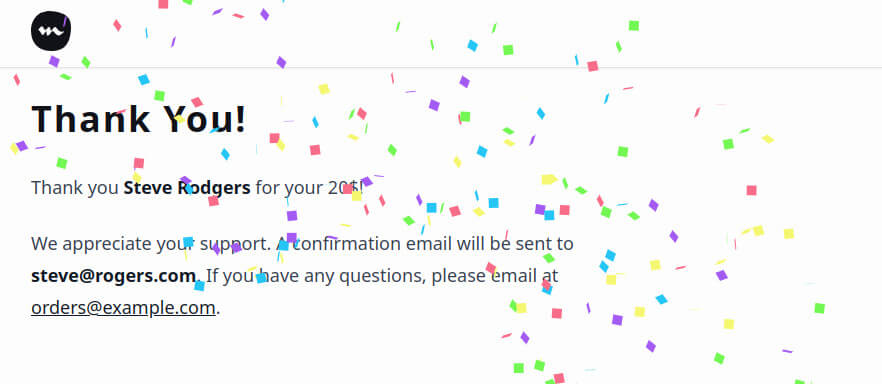 Thank You!
Thank you Steve Rodgers for your 20$!
We appreciate your support. A confirmation email will be sent to
steve@rogers.com. If you have any questions, please email at
orders@example.com.